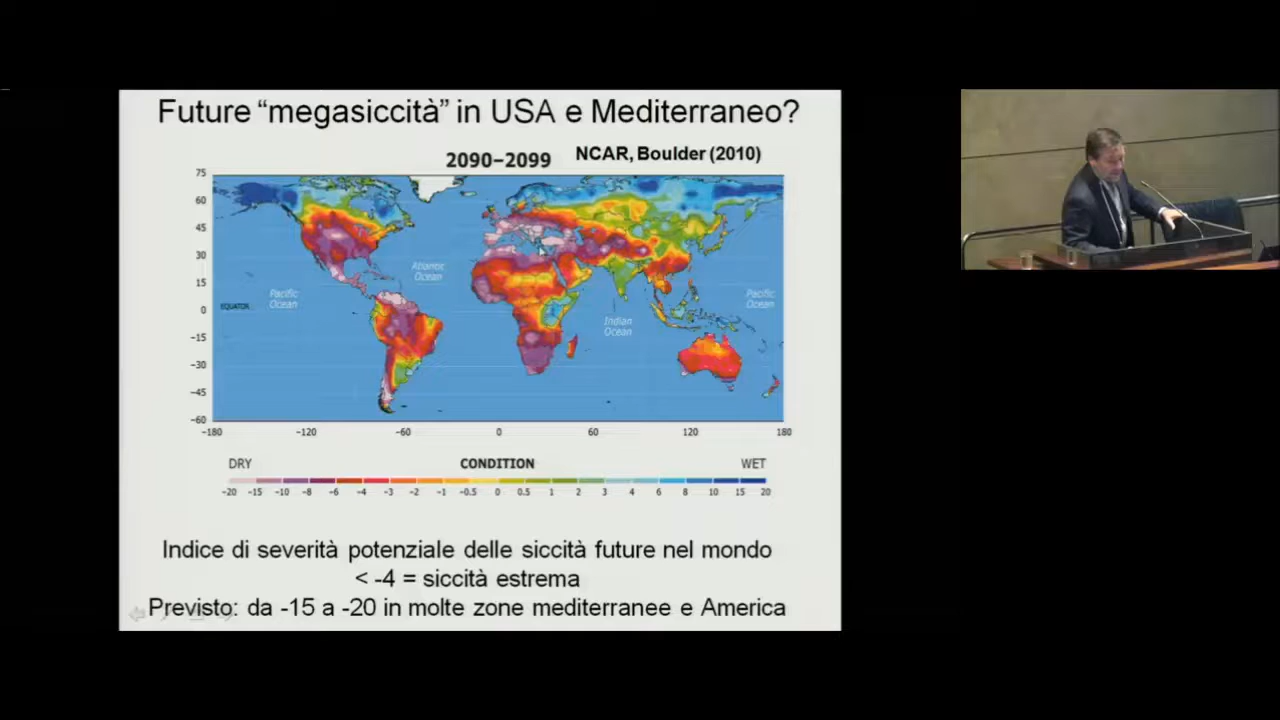 Future “megasiccità” in USA e Mediterraneo?
2090–2099
NCAR, Boulder (2010)
75
60
45
30
15
0
-15
-30
-45
-60
Atlantic
Ocean
Pacific
Ocean
EQUATOR
Indian
Ocean
Pacific
Ocean
-180 -120 -60 0 60 120 180
DRY CONDITION WET
-20 -15 -10 -8 -6 -4 -3 -2 -1 -0.5 0 0.5 1 2 3 4 6 8 10 15 20
Indice di severità potenziale delle siccità future nel mondo
< -4 = siccità estrema
Previsto: da -15 a -20 in molte zone mediterranee e America